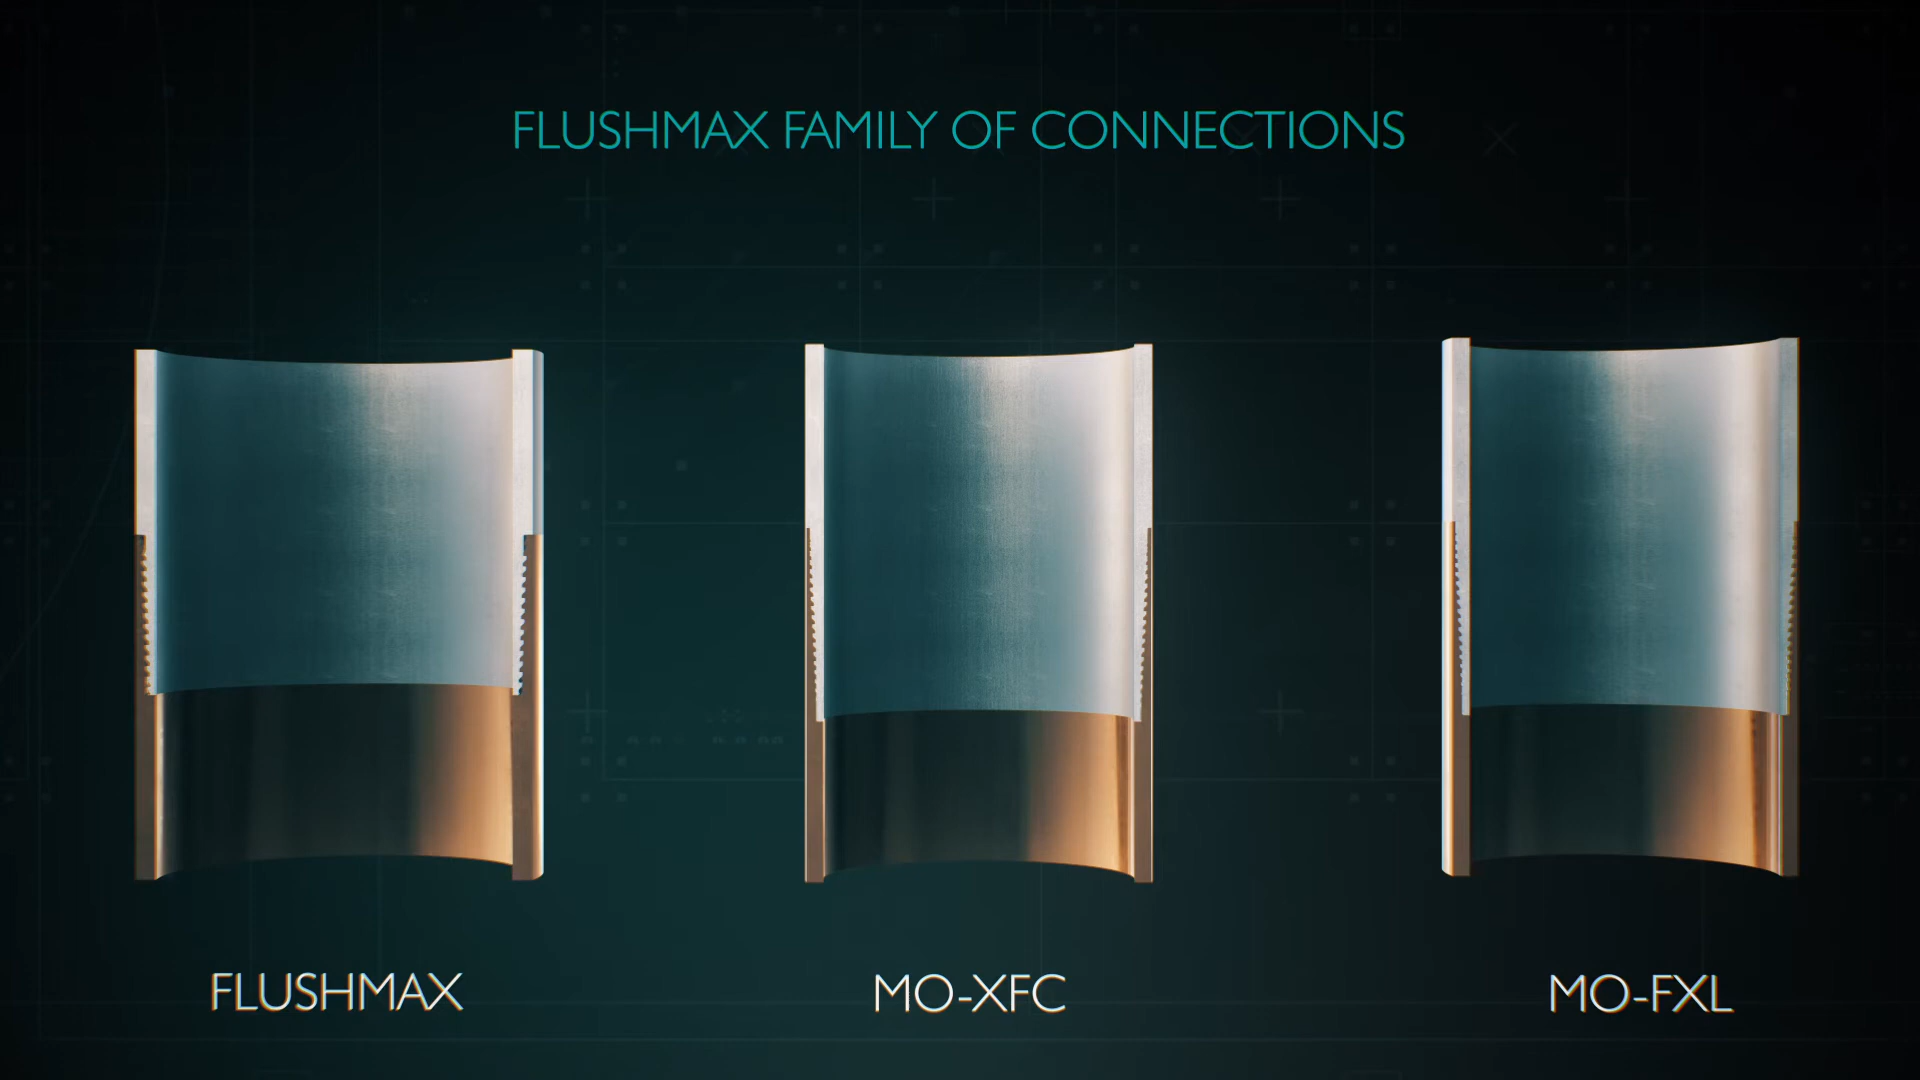 FLUSHMAX FAMILY OF CONNECTIONS
FLUSHMAX
MO-XFC
MO-FXL